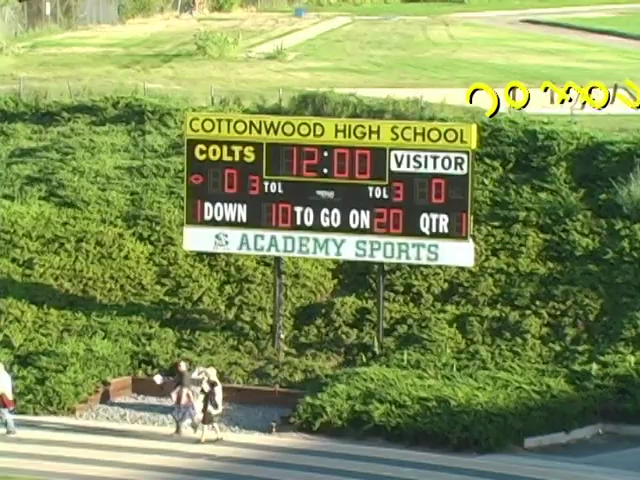 COTTONWOOD HIGH SCHOOL
COLTS 12:00 VISITOR
0 3 TOL TOL 3 0
1 DOWN 10 TO GO ON 20 QTR 1
S ACADEMY SPORTS